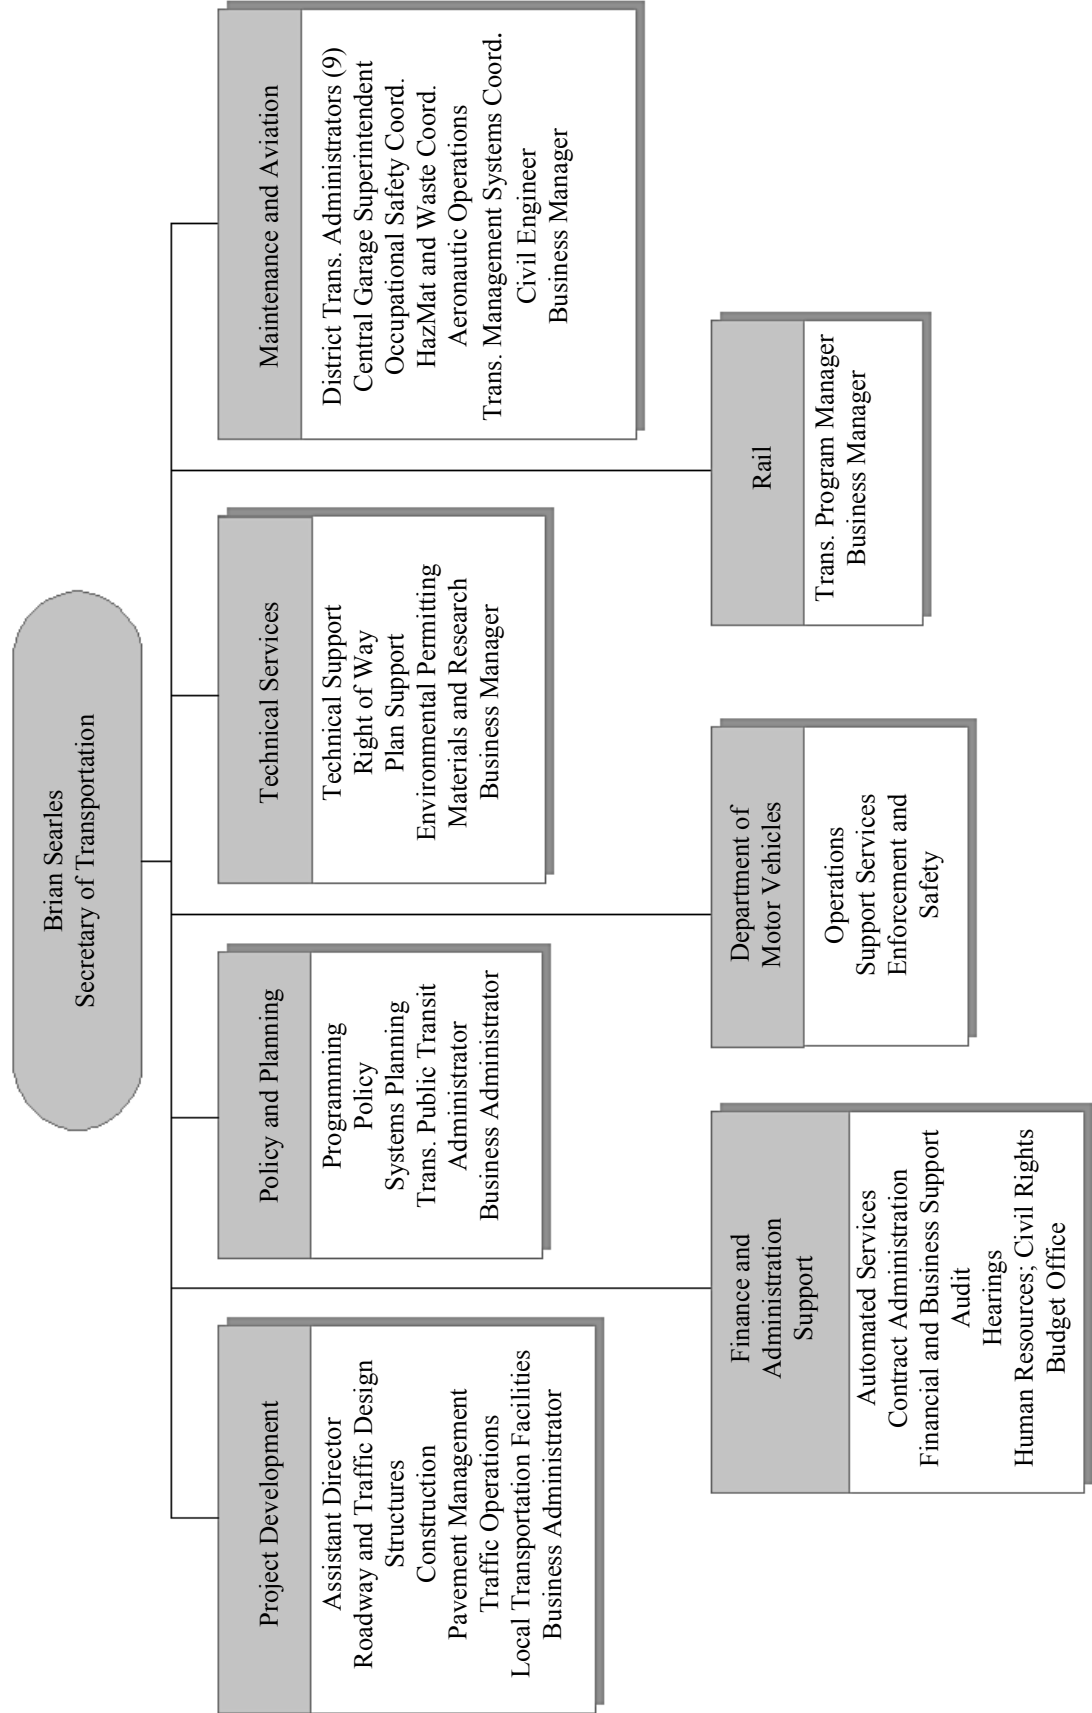 Brian Searles
Secretary of Transportation
Project Development
Assistant Director
Roadway and Traffic Design
Structures
Construction
Pavement Management
Traffic Operations
Local Transportation Facilities
Business Administrator
Policy and Planning
Programming
Policy
Systems Planning
Trans. Public Transit
Administrator
Business Administrator
Technical Services
Technical Support
Right of Way
Plan Support
Environmental Permitting
Materials and Research
Business Manager
Maintenance and Aviation
District Trans. Administrators (9)
Central Garage Superintendent
Occupational Safety Coord.
HazMat and Waste Coord.
Aeronautic Operations
Trans. Management Systems Coord.
Civil Engineer
Business Manager
Finance and
Administration
Support
Automated Services
Contract Administration
Financial and Business Support
Audit
Hearings
Human Resources; Civil Rights
Budget Office
Department of
Motor Vehicles
Operations
Support Services
Enforcement and
Safety
Rail
Trans. Program Manager
Business Manager